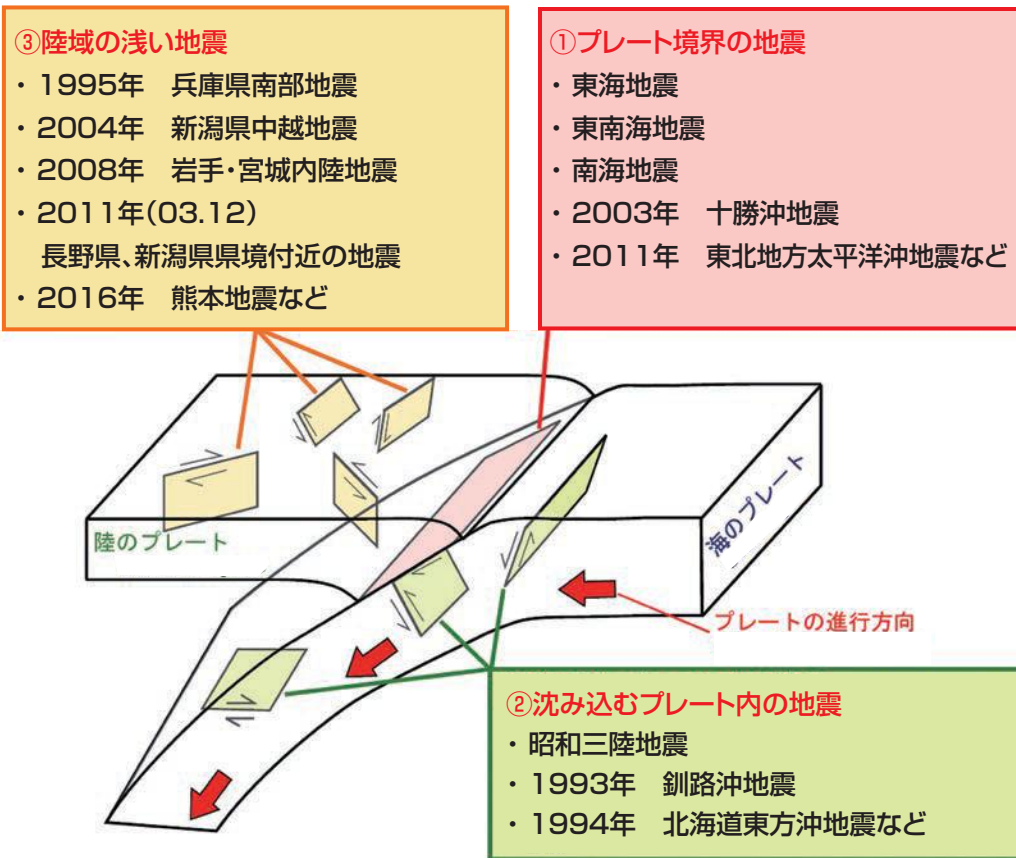 ③陸域の浅い地震
・1995年　兵庫県南部地震
・2004年　新潟県中越地震
・2008年　岩手・宮城内陸地震
・2011年(03.12)
長野県、新潟県県境付近の地震
・2016年　熊本地震など
①プレート境界の地震
・東海地震
・東南海地震
・南海地震
・2003年　十勝沖地震
・2011年　東北地方太平洋沖地震など
陸のプレート
海のプレート
プレートの進行方向
②沈み込むプレート内の地震
・昭和三陸地震
・1993年　釧路沖地震
・1994年　北海道東方沖地震など